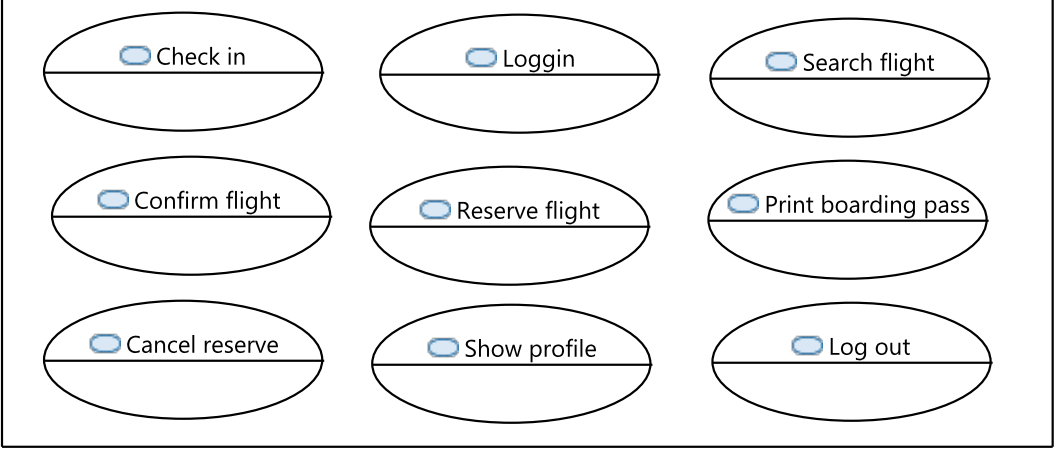 Check in
Loggin
Search flight
Confirm flight
Reserve flight
Print boarding pass
Cancel reserve
Show profile
Log out